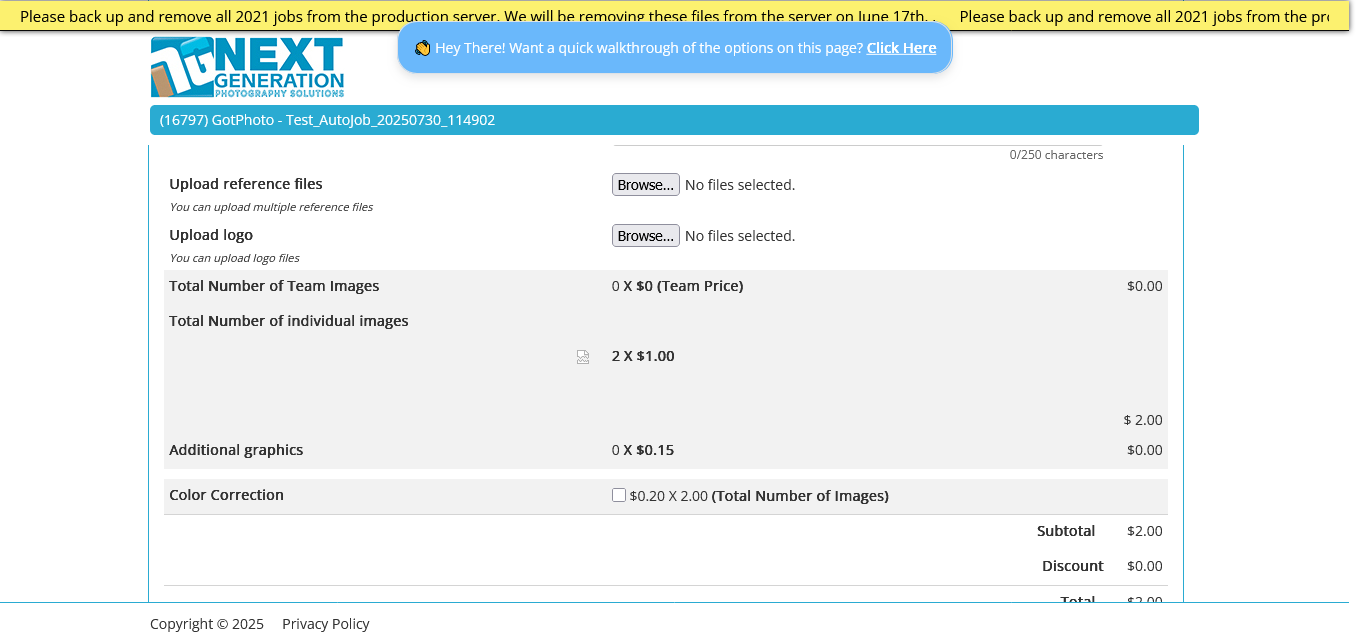 Please back up and remove all 2021 jobs from the production server. We will be removing these files from the server on June 17th. . Please back up and remove all 2021 jobs from the pro
👋 Hey There! Want a quick walkthrough of the options on this page? Click Here
NEXT
GENERATION
PHOTOGRAPHY SOLUTIONS
(16797) GotPhoto - Test_AutoJob_20250730_114902
0/250 characters
Upload reference files Browse... No files selected.
You can upload multiple reference files
Upload logo Browse... No files selected.
You can upload logo files
Total Number of Team Images 0 X $0 (Team Price) $0.00
Total Number of individual images
2 X $1.00
$ 2.00
Additional graphics 0 X $0.15 $0.00
Color Correction $0.20 X 2.00 (Total Number of Images)
Subtotal $2.00
Discount $0.00
Total $2.00
Copyright © 2025 Privacy Policy